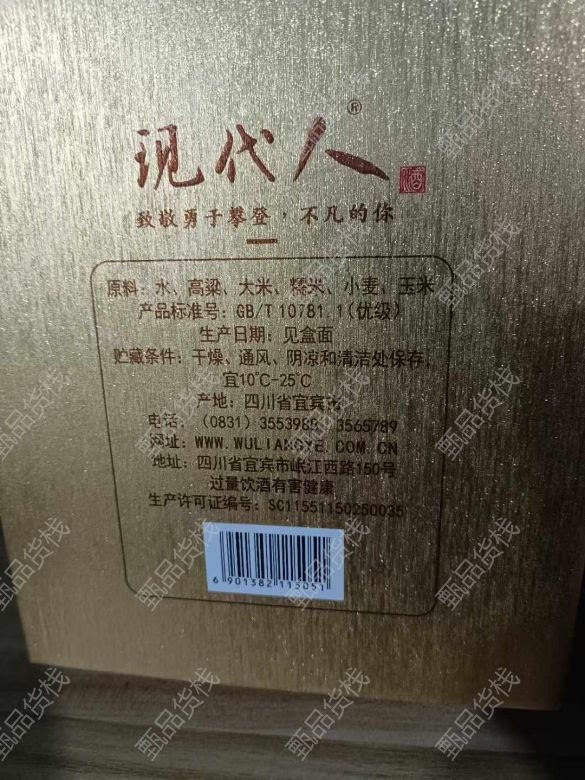 现代人®
酒
致敬勇于攀登·不凡的你
原料：水、高粱、大米、糯米、小麦、玉米
产品标准号：GB/T 10781.1（优级）
生产日期：见盒面
贮藏条件：干燥、通风、阴凉和清洁处保存，
宜10℃-25℃
产地：四川省宜宾市
电话：（0831）3553988、3565789
网址：WWW.WULIANGYE.COM.CN
地址：四川省宜宾市岷江西路150号
过量饮酒有害健康
生产许可证编号：SC11551150250035
6 901382 115051
甄品货栈